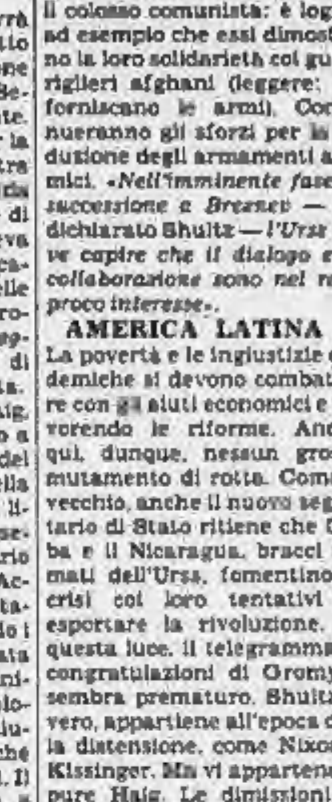 il colosso comunista: è log
ad esempio che essi dimost
no la loro solidarietà coi gu
riglieri afghani (leggere:
forniscano le armi). Con
nueranno gli sforzi per la
duzione degli armamenti a
mici. «Nell'imminente fase
successione a Breznev —
dichiarato Shultz — l'Urss
ve capire che il dialogo e
collaborazione sono nel re
proco interesse».
AMERICA LATINA
La povertà e le ingiustizie e
demiche si devono combat
re con gli aiuti economici e
vorendo le riforme. Anc
qui, dunque, nessun gros
mutamento di rotta. Come
vecchio, anche il nuovo seg
tario di Stato ritiene che C
ba e il Nicaragua, bracci
mati dell'Urss, fomentino
crisi coi loro tentativi
esportare la rivoluzione.
questa luce, il telegramma
congratulazioni di Gromy
sembra prematuro. Shultz
vero, appartiene all'epoca d
la distensione, come Nixon
Kissinger. Ma vi appartene
pure Haig. Le dimissioni